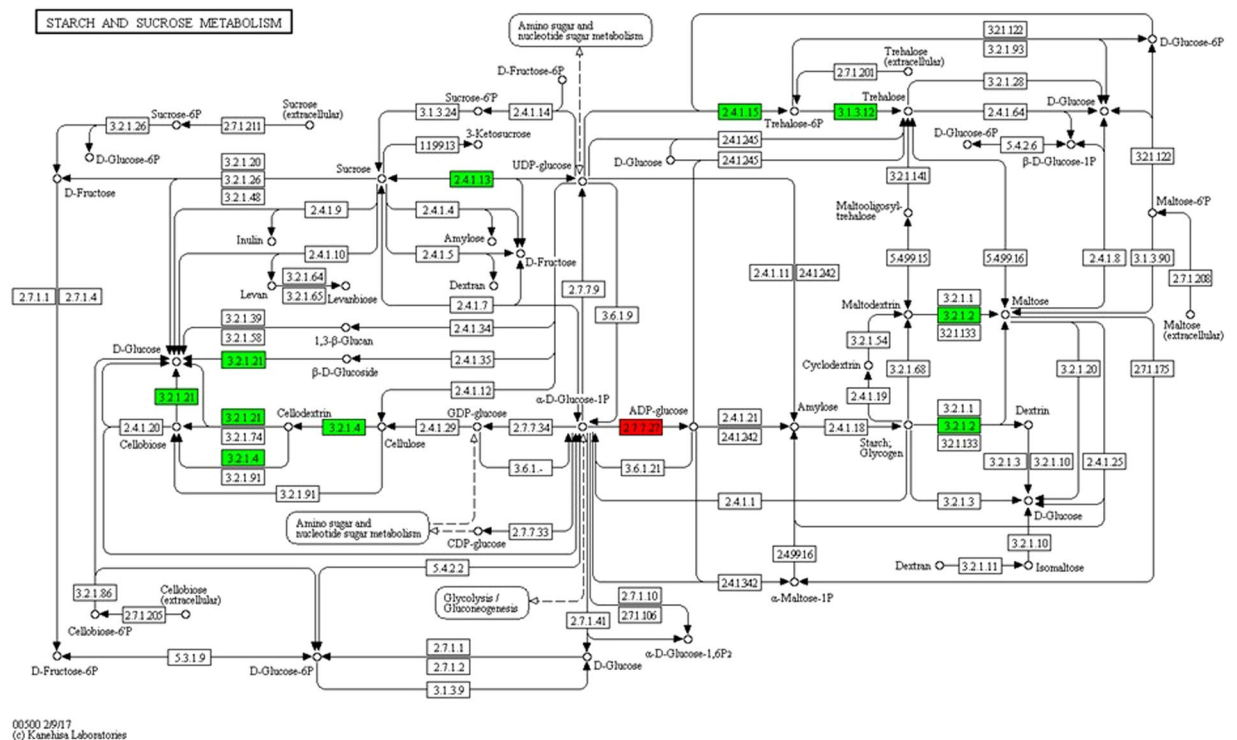 STARCH AND SUCROSE METABOLISM
Amino sugar and
nucleotide sugar metabolism
3.2.1.122
3.2.1.93
D-Glucose-6P
Trehalose
(extracellular)
2.7.1.201
D-Fructose-6P
3.2.1.28
Sucrose-6P
Sucrose
(extracellular)
3.2.1.26
2.7.1.211
D-Glucose-6P
Sucrose-6'P
3.1.3.24
2.4.1.14
2.4.1.15
Trehalose-6P
3.1.3.12
Trehalose
2.4.1.64
D-Glucose
3-Ketosucrose
1.1.99.13
UDP-glucose
D-Glucose
2.4.1.245
2.4.1.245
D-Glucose-6P
5.4.2.6
β-D-Glucose-1P
3.2.1.122
3.2.1.20
3.2.1.26
3.2.1.48
D-Fructose
Sucrose
2.4.1.13
3.2.1.141
Maltooligosyl-
trehalose
Maltose-6'P
2.4.1.9
Inulin
2.4.1.4
Amylose
2.4.1.10
2.4.1.5
D-Fructose
Levan
3.2.1.64
3.2.1.65
Levanbiose
Dextran
2.4.1.7
2.7.1.1
2.7.1.4
2.7.7.9
3.6.1.9
2.4.1.11
2.4.1.242
5.4.99.15
5.4.99.16
2.4.1.8
3.1.3.90
2.7.1.208
Maltodextrin
3.2.1.1
3.2.1.2
3.2.1.133
Maltose
Maltose
(extracellular)
3.2.1.39
3.2.1.58
1,3-β-Glucan
2.4.1.34
D-Glucose
3.2.1.21
β-D-Glucoside
2.4.1.35
3.2.1.54
Cyclodextrin
3.2.1.68
3.2.1.20
2.7.1.175
3.2.1.21
2.4.1.12
α-D-Glucose-1P
2.4.1.19
2.4.1.20
Cellobiose
3.2.1.21
3.2.1.74
3.2.1.4
3.2.1.91
Cellodextrin
3.2.1.4
Cellulose
2.4.1.29
GDP-glucose
2.7.7.34
2.7.7.27
ADP-glucose
2.4.1.21
2.4.1.242
Amylose
2.4.1.18
Starch;
Glycogen
3.2.1.1
3.2.1.2
3.2.1.133
Dextrin
3.6.1.-
3.6.1.21
3.2.1.3
3.2.1.10
2.4.1.25
3.2.1.91
2.4.1.1
3.2.1.3
D-Glucose
Amino sugar and
nucleotide sugar metabolism
CDP-glucose
2.7.7.33
3.2.1.10
2.4.99.16
Dextran
3.2.1.11
Isomaltose
5.4.2.2
2.4.1.342
α-Maltose-1P
3.2.1.86
Cellobiose
(extracellular)
2.7.1.205
Cellobiose-6'P
Glycolysis /
Gluconeogenesis
2.7.1.10
2.7.1.106
2.7.1.41
α-D-Glucose-1,6P2
D-Fructose-6P
5.3.1.9
D-Glucose-6P
2.7.1.1
2.7.1.2
3.1.3.9
D-Glucose
00500 2/9/17
(c) Kanehisa Laboratories